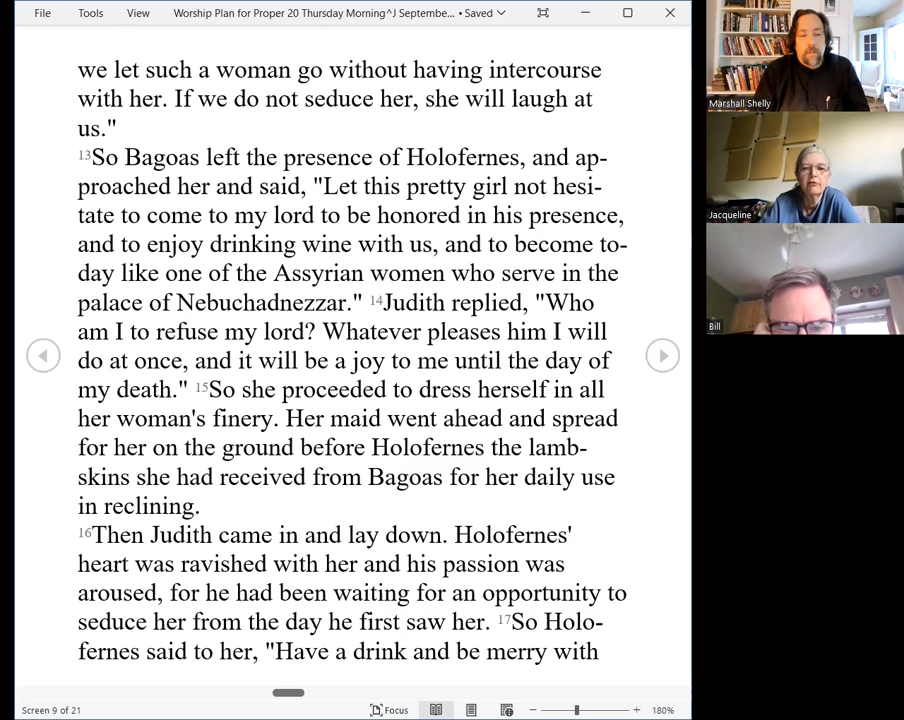 File Tools View Worship Plan for Proper 20 Thursday Morning^J Septembe... • Saved
we let such a woman go without having intercourse
with her. If we do not seduce her, she will laugh at
us."
13So Bagoas left the presence of Holofernes, and ap-
proached her and said, "Let this pretty girl not hesi-
tate to come to my lord to be honored in his presence,
and to enjoy drinking wine with us, and to become to-
day like one of the Assyrian women who serve in the
palace of Nebuchadnezzar." 14Judith replied, "Who
am I to refuse my lord? Whatever pleases him I will
do at once, and it will be a joy to me until the day of
my death." 15So she proceeded to dress herself in all
her woman's finery. Her maid went ahead and spread
for her on the ground before Holofernes the lamb-
skins she had received from Bagoas for her daily use
in reclining.
16Then Judith came in and lay down. Holofernes'
heart was ravished with her and his passion was
aroused, for he had been waiting for an opportunity to
seduce her from the day he first saw her. 17So Holo-
fernes said to her, "Have a drink and be merry with
Screen 9 of 21 Focus 180%
Marshall Shelly
Jacqueline
Bill